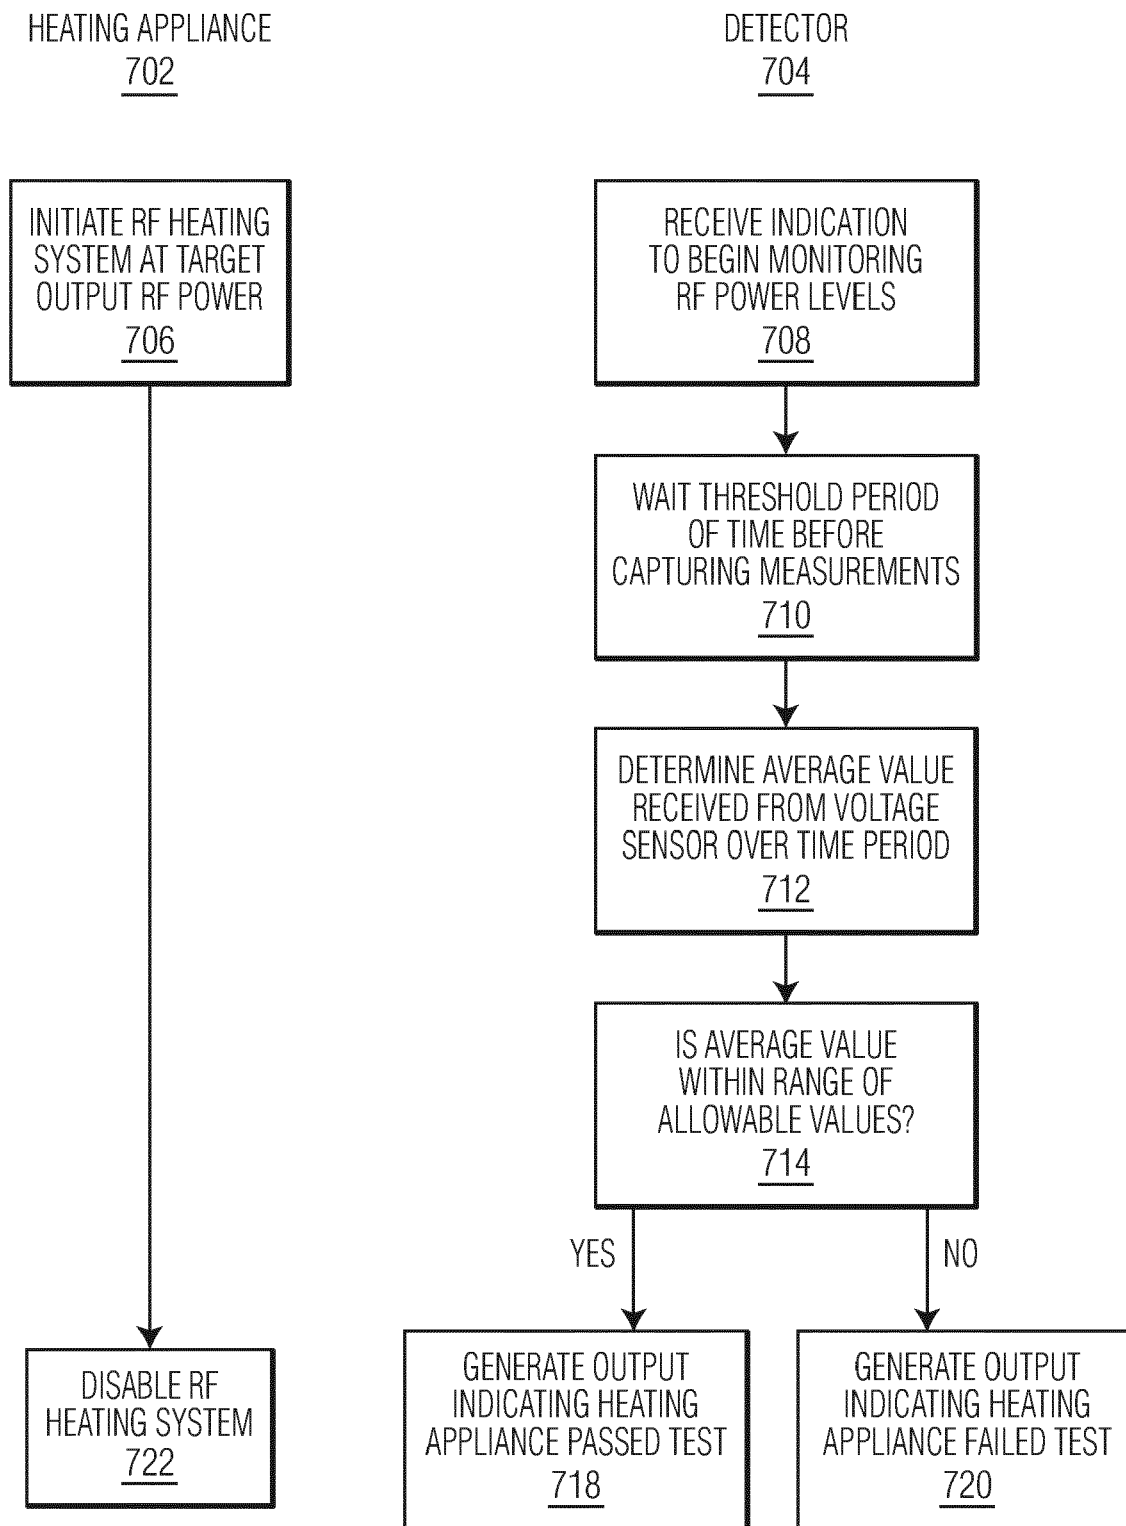 HEATING APPLIANCE
702
DETECTOR
704
INITIATE RF HEATING
SYSTEM AT TARGET
OUTPUT RF POWER
706
RECEIVE INDICATION
TO BEGIN MONITORING
RF POWER LEVELS
708
WAIT THRESHOLD PERIOD
OF TIME BEFORE
CAPTURING MEASUREMENTS
710
DETERMINE AVERAGE VALUE
RECEIVED FROM VOLTAGE
SENSOR OVER TIME PERIOD
712
IS AVERAGE VALUE
WITHIN RANGE OF
ALLOWABLE VALUES?
714
YES
NO
DISABLE RF
HEATING SYSTEM
722
GENERATE OUTPUT
INDICATING HEATING
APPLIANCE PASSED TEST
718
GENERATE OUTPUT
INDICATING HEATING
APPLIANCE FAILED TEST
720